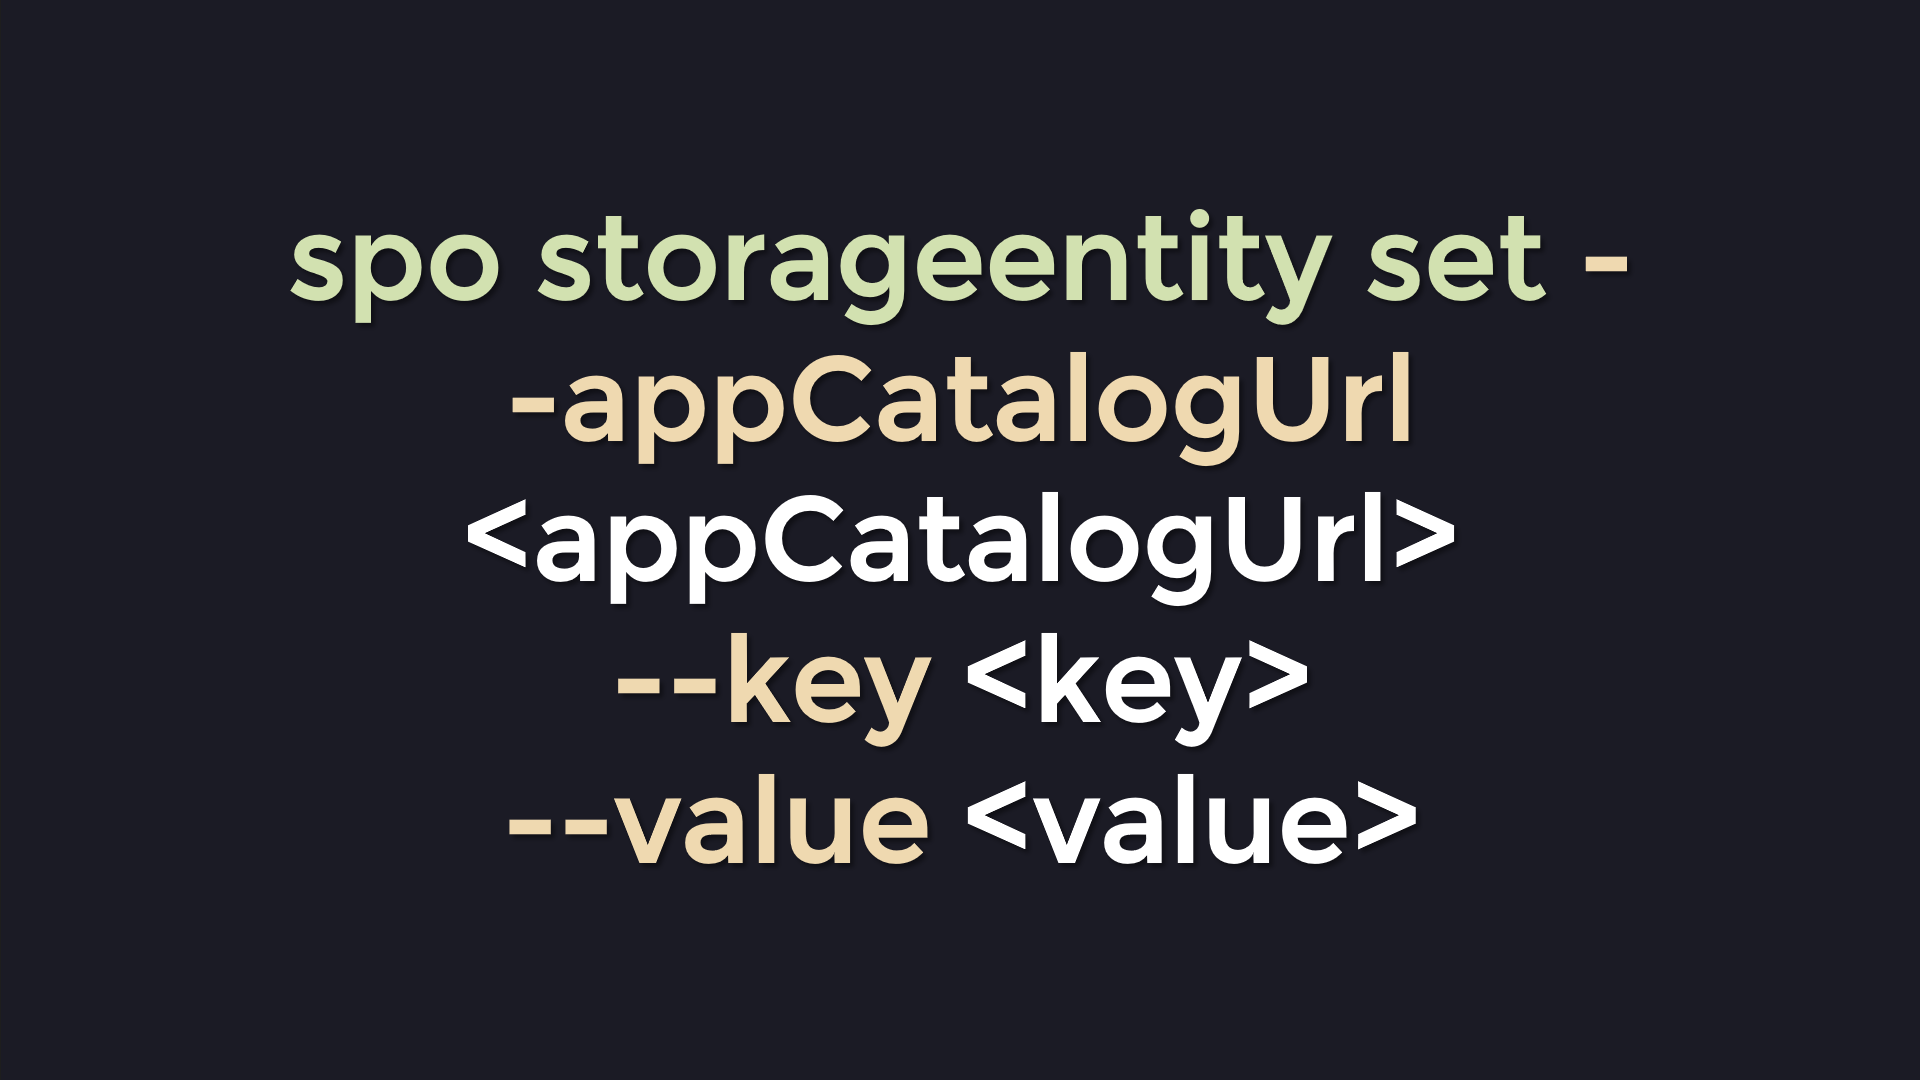 spo storageentity set -
-appCatalogUrl
<appCatalogUrl>
--key <key>
--value <value>